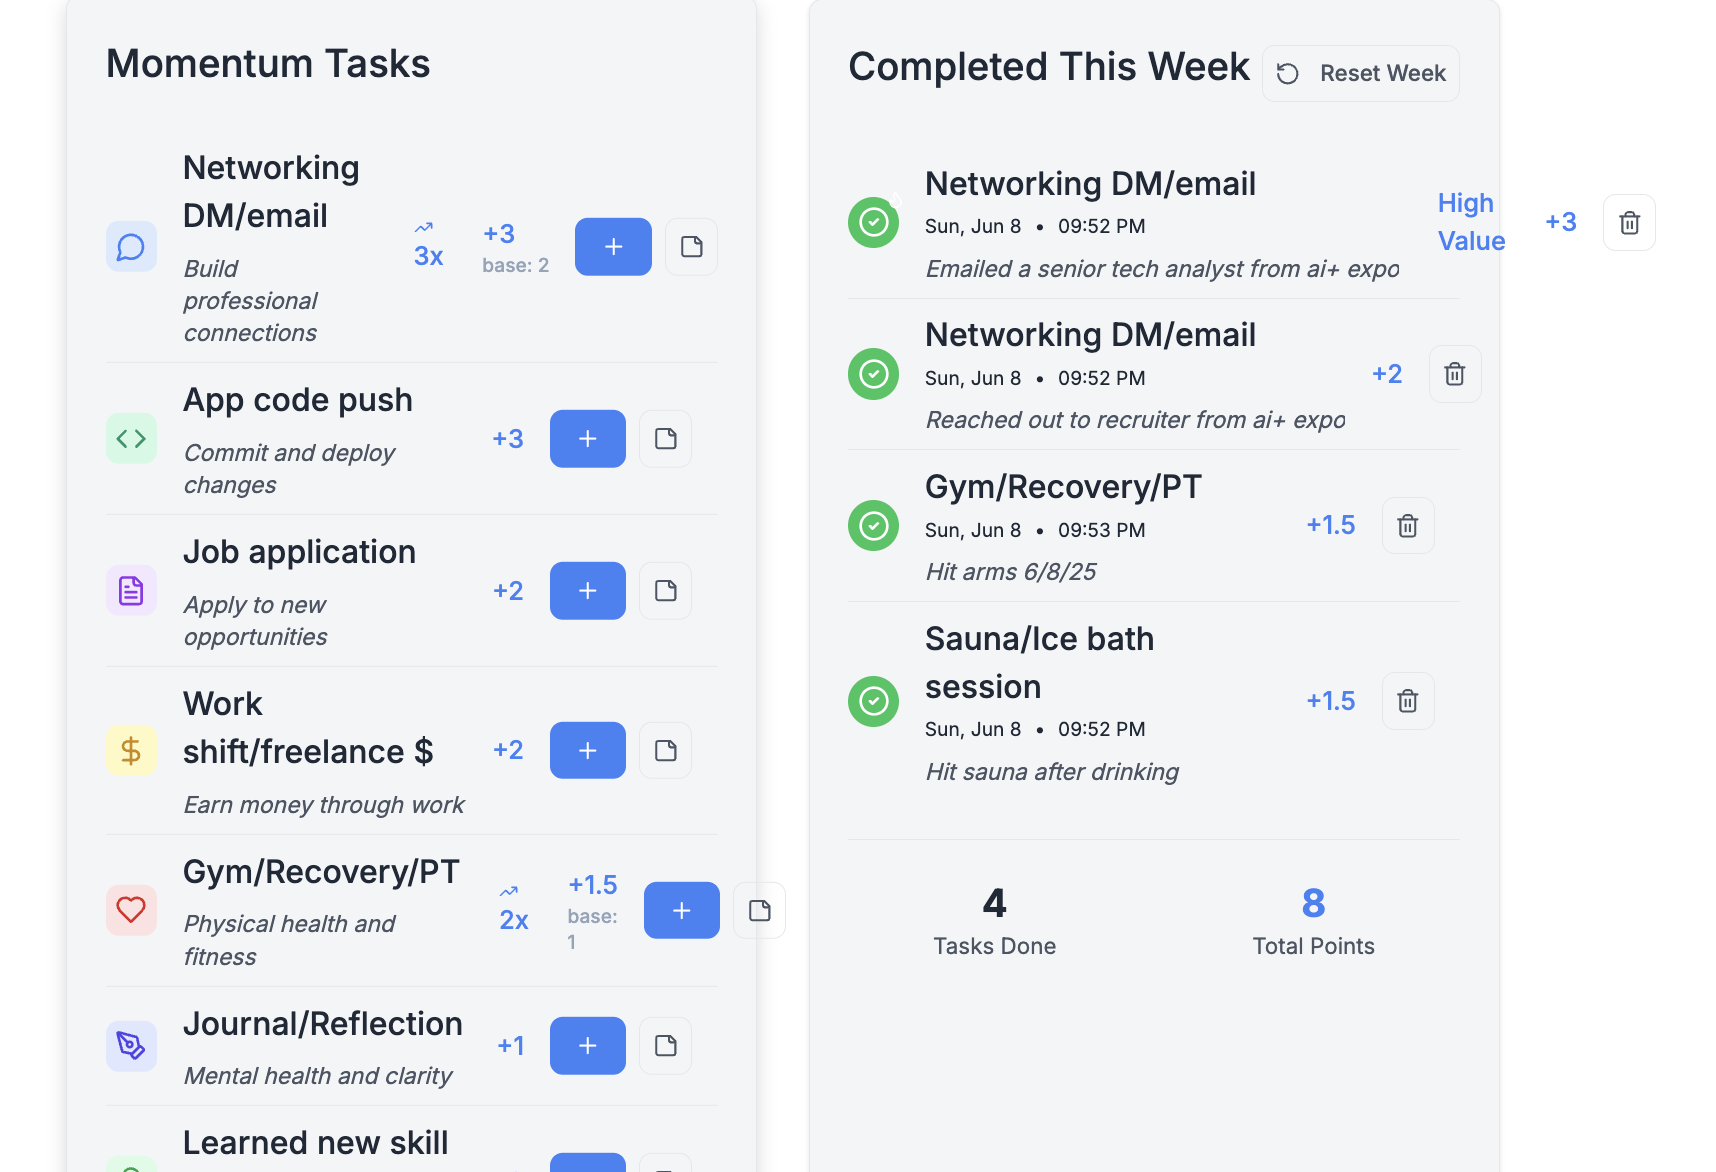 Momentum Tasks
Networking
DM/email
Build
professional
connections
3x
+3
base: 2
App code push
Commit and deploy
changes
+3
Job application
Apply to new
opportunities
+2
Work
shift/freelance $
Earn money through work
+2
Gym/Recovery/PT
Physical health and
fitness
2x
+1.5
base:
1
Journal/Reflection
Mental health and clarity
+1
Learned new skill
Completed This Week
Reset Week
Networking DM/email
Sun, Jun 8 • 09:52 PM
Emailed a senior tech analyst from ai+ expo
High
Value
+3
Networking DM/email
Sun, Jun 8 • 09:52 PM
Reached out to recruiter from ai+ expo
+2
Gym/Recovery/PT
Sun, Jun 8 • 09:53 PM
Hit arms 6/8/25
+1.5
Sauna/Ice bath
session
Sun, Jun 8 • 09:52 PM
Hit sauna after drinking
+1.5
4
Tasks Done
8
Total Points